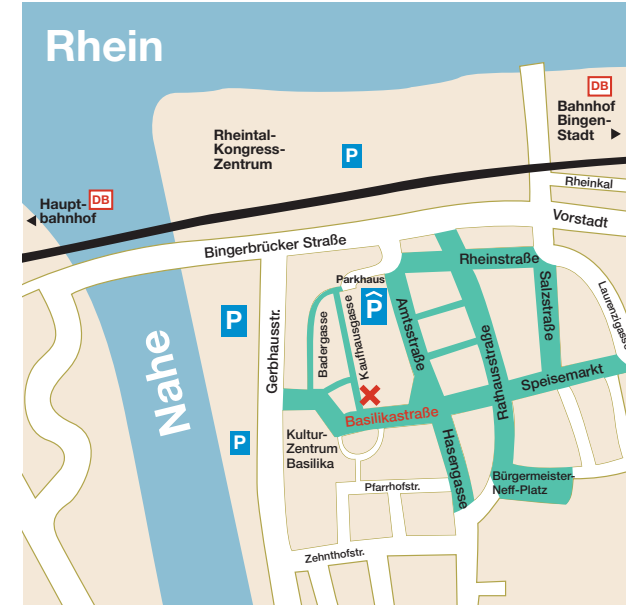 Rhein
DB
Bahnhof
Bingen-
Stadt
Rheintal-
Kongress-
Zentrum
P
Rheinkai
Vorstadt
DB
Haupt-
bahnhof
Bingerbrücker Straße
Rheinstraße
Parkhaus
P
P
Gerbhausstr.
Badergasse
Kaufhausgasse
Amtsstraße
Rathausstraße
Salzstraße
Laurenzigasse
Speisemarkt
Nahe
Basilikastraße
P
Kultur-
Zentrum
Basilika
Hasengasse
Bürgermeister-
Neff-Platz
Pfarrhofstr.
Zehnthofstr.